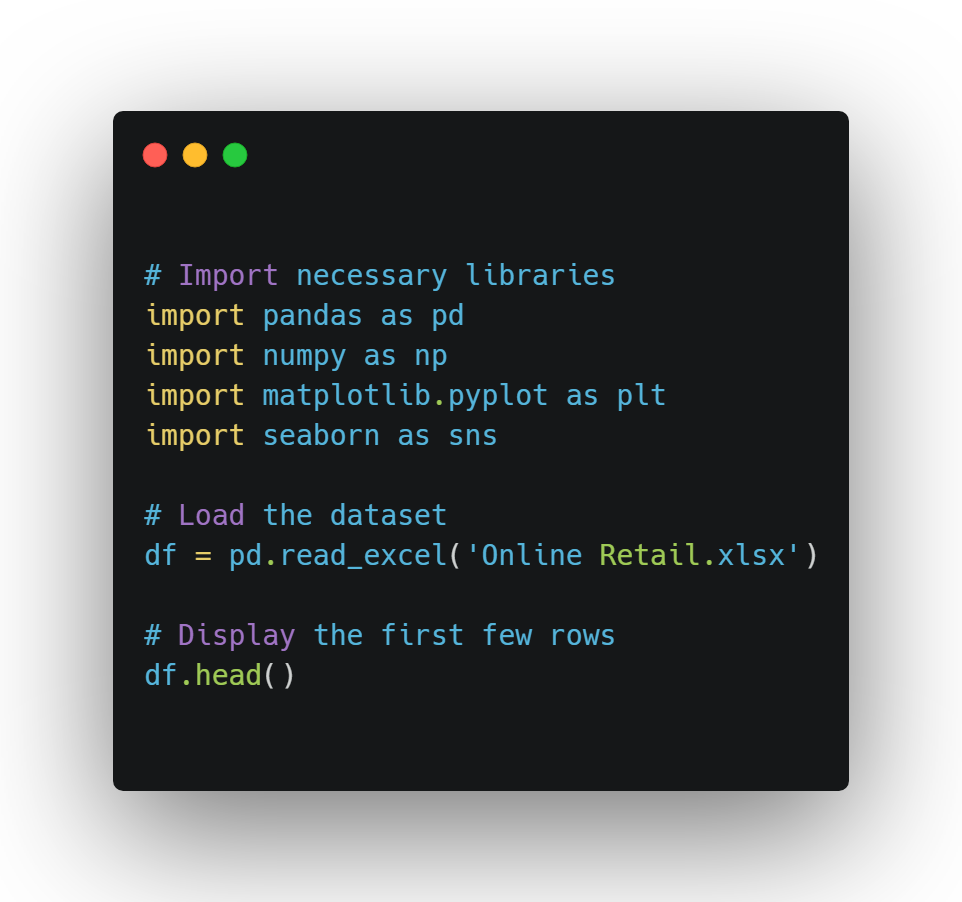 # Import necessary libraries
import pandas as pd
import numpy as np
import matplotlib.pyplot as plt
import seaborn as sns
# Load the dataset
df = pd.read_excel('Online Retail.xlsx')
# Display the first few rows
df.head()